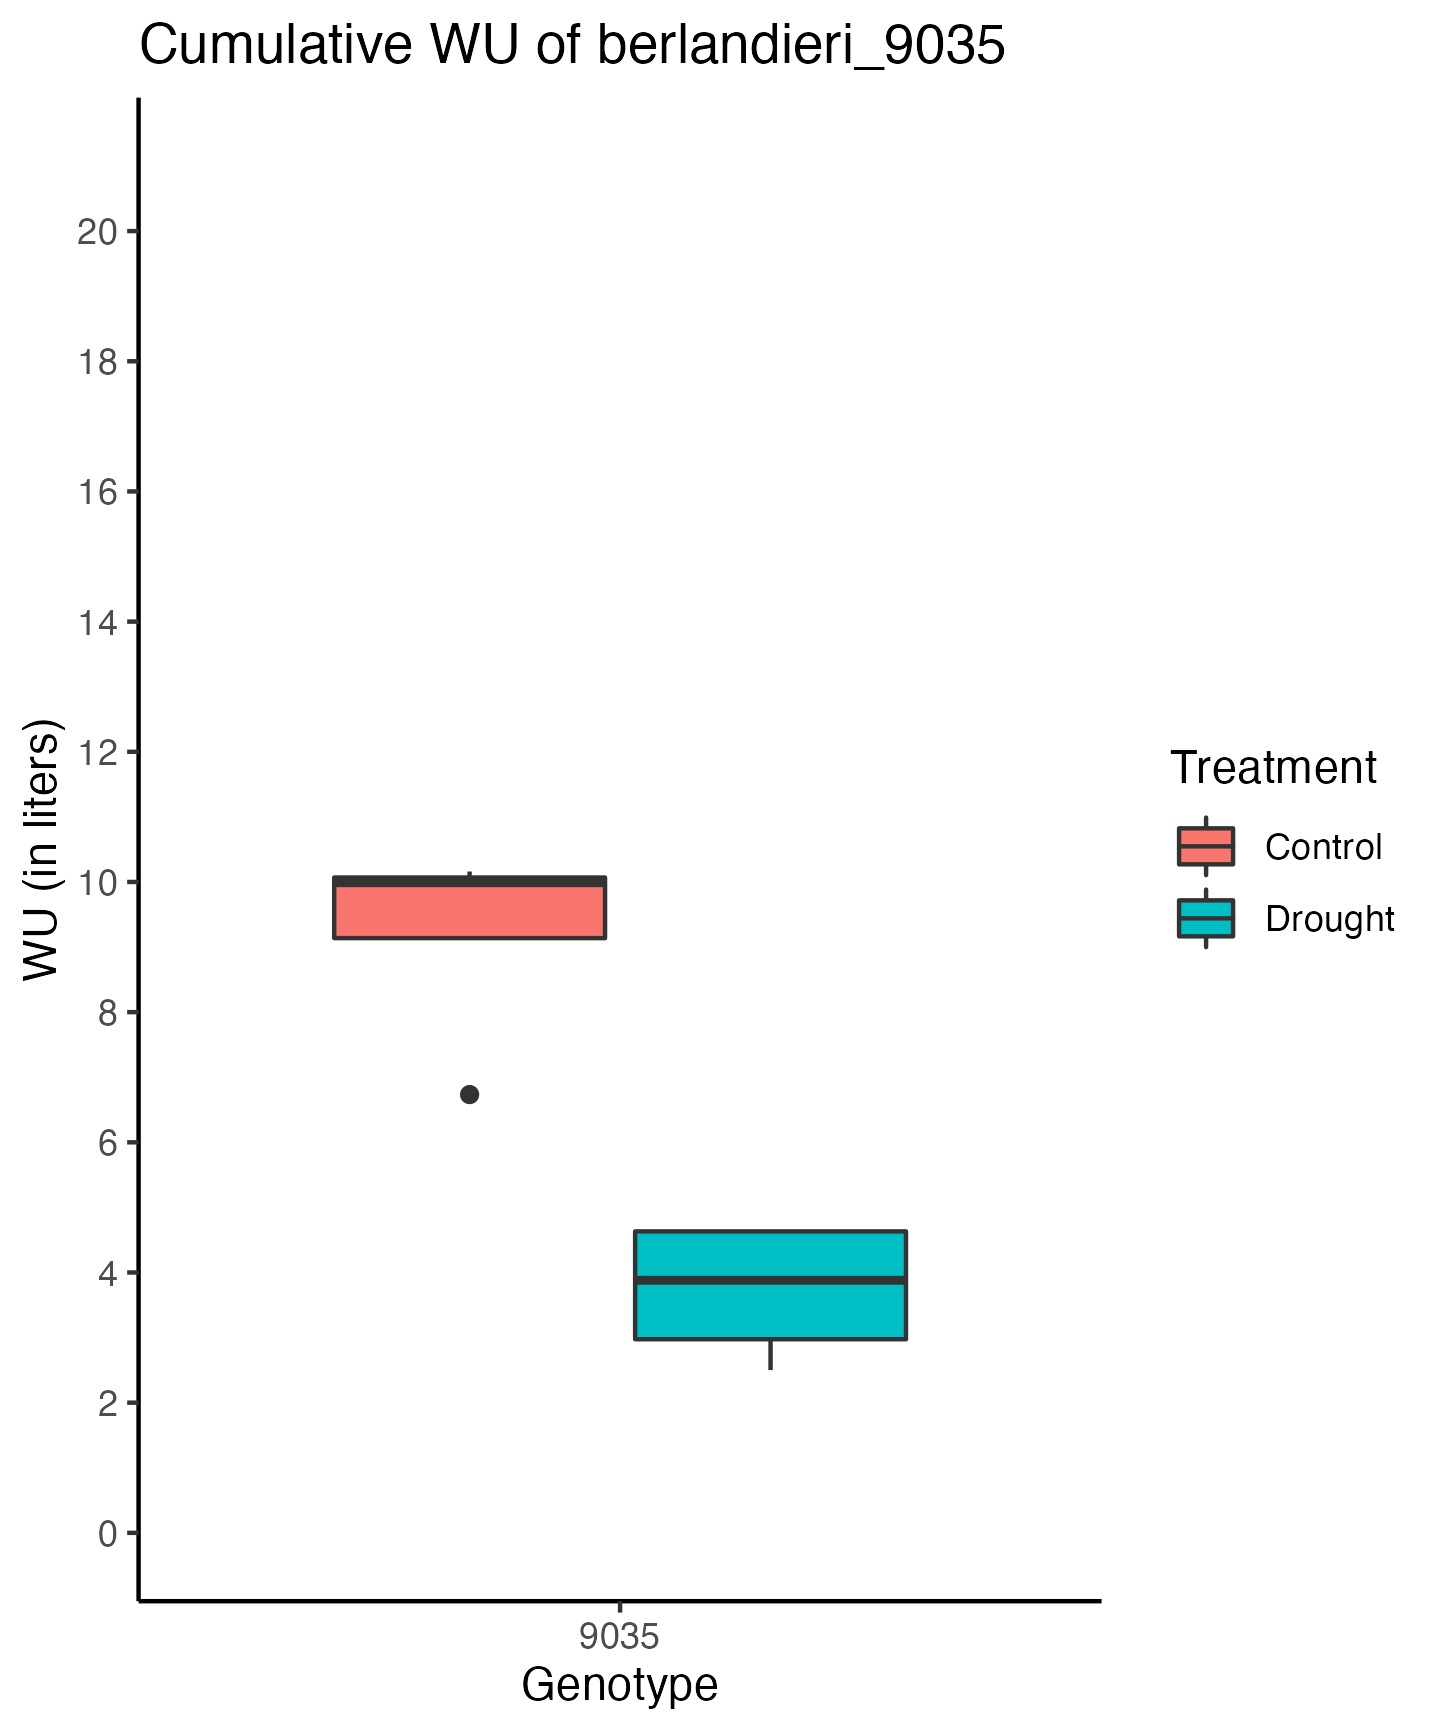 Cumulative WU of berlandieri_9035
WU (in liters)
20
18
16
14
12
10
8
6
4
2
0
9035
Genotype
Treatment
Control
Drought